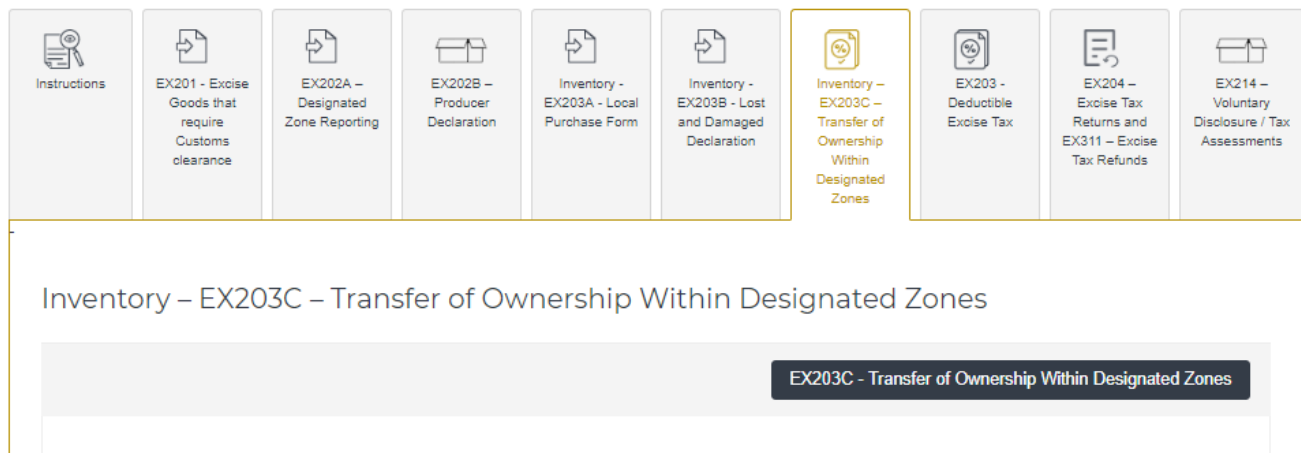 Instructions
EX201 - Excise
Goods that
require
Customs
clearance
EX202A –
Designated
Zone Reporting
EX202B –
Producer
Declaration
Inventory -
EX203A - Local
Purchase Form
Inventory -
EX203B - Lost
and Damaged
Declaration
Inventory –
EX203C –
Transfer of
Ownership
Within
Designated
Zones
EX203 -
Deductible
Excise Tax
EX204 –
Excise Tax
Returns and
EX311 – Excise
Tax Refunds
EX214 –
Voluntary
Disclosure / Tax
Assessments
-
Inventory – EX203C – Transfer of Ownership Within Designated Zones
EX203C - Transfer of Ownership Within Designated Zones